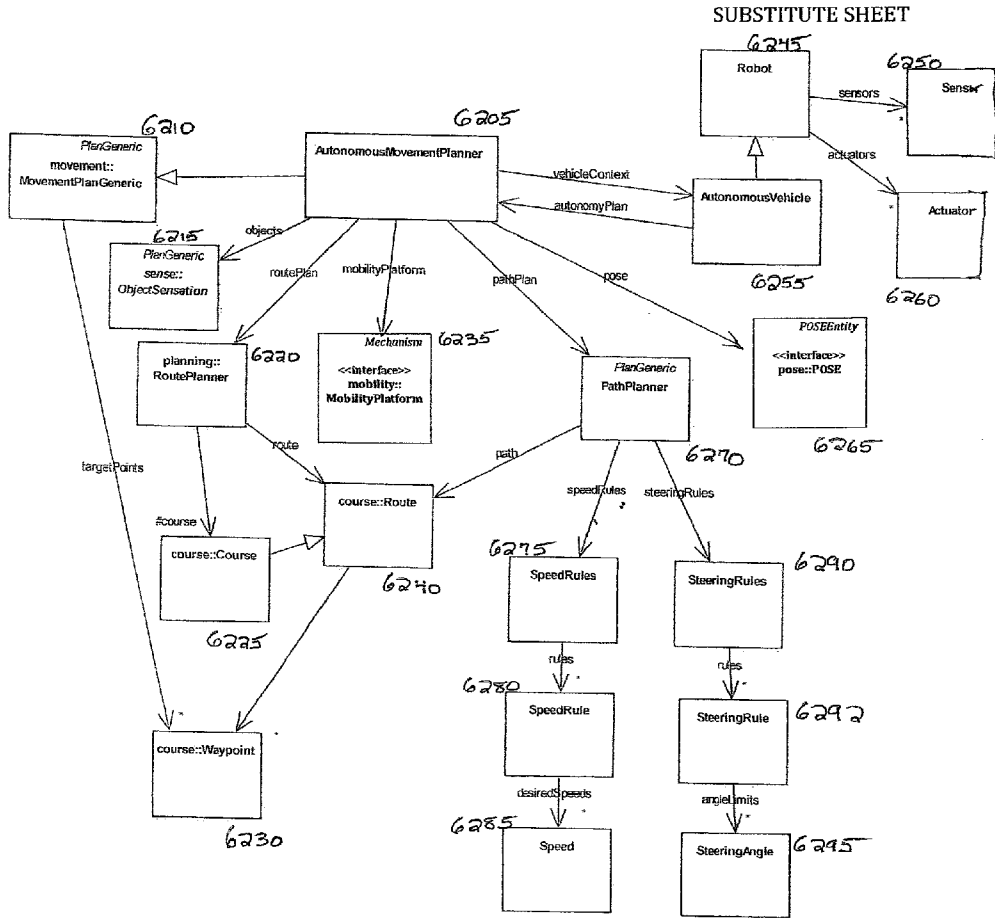 SUBSTITUTE SHEET
6245
Robot
6250
Sensor
sensors
*
actuators
*
Actuator
6260
6210
PlanGeneric
movement::
MovementPlanGeneric
6205
AutonomousMovementPlanner
vehicleContext
autonomyPlan
AutonomousVehicle
6255
objects
6215
PlanGeneric
sense::
ObjectSensation
routePlan
mobilityPlatform
pathPlan
pose
planning::
RoutePlanner
6220
Mechanism
<<interface>>
mobility::
MobilityPlatform
6235
PlanGeneric
PathPlanner
6270
POSEEntity
<<interface>>
pose::POSE
6265
targetPoints
route
path
speedRules
steeringRules
#course
course::Course
6225
course::Route
6240
6275
SpeedRules
SteeringRules
6290
rules
*
rules
*
6280
SpeedRule
SteeringRule
6292
*
course::Waypoint
6230
desiredSpeeds
*
angleLimits
*
6285
Speed
SteeringAngle
6295